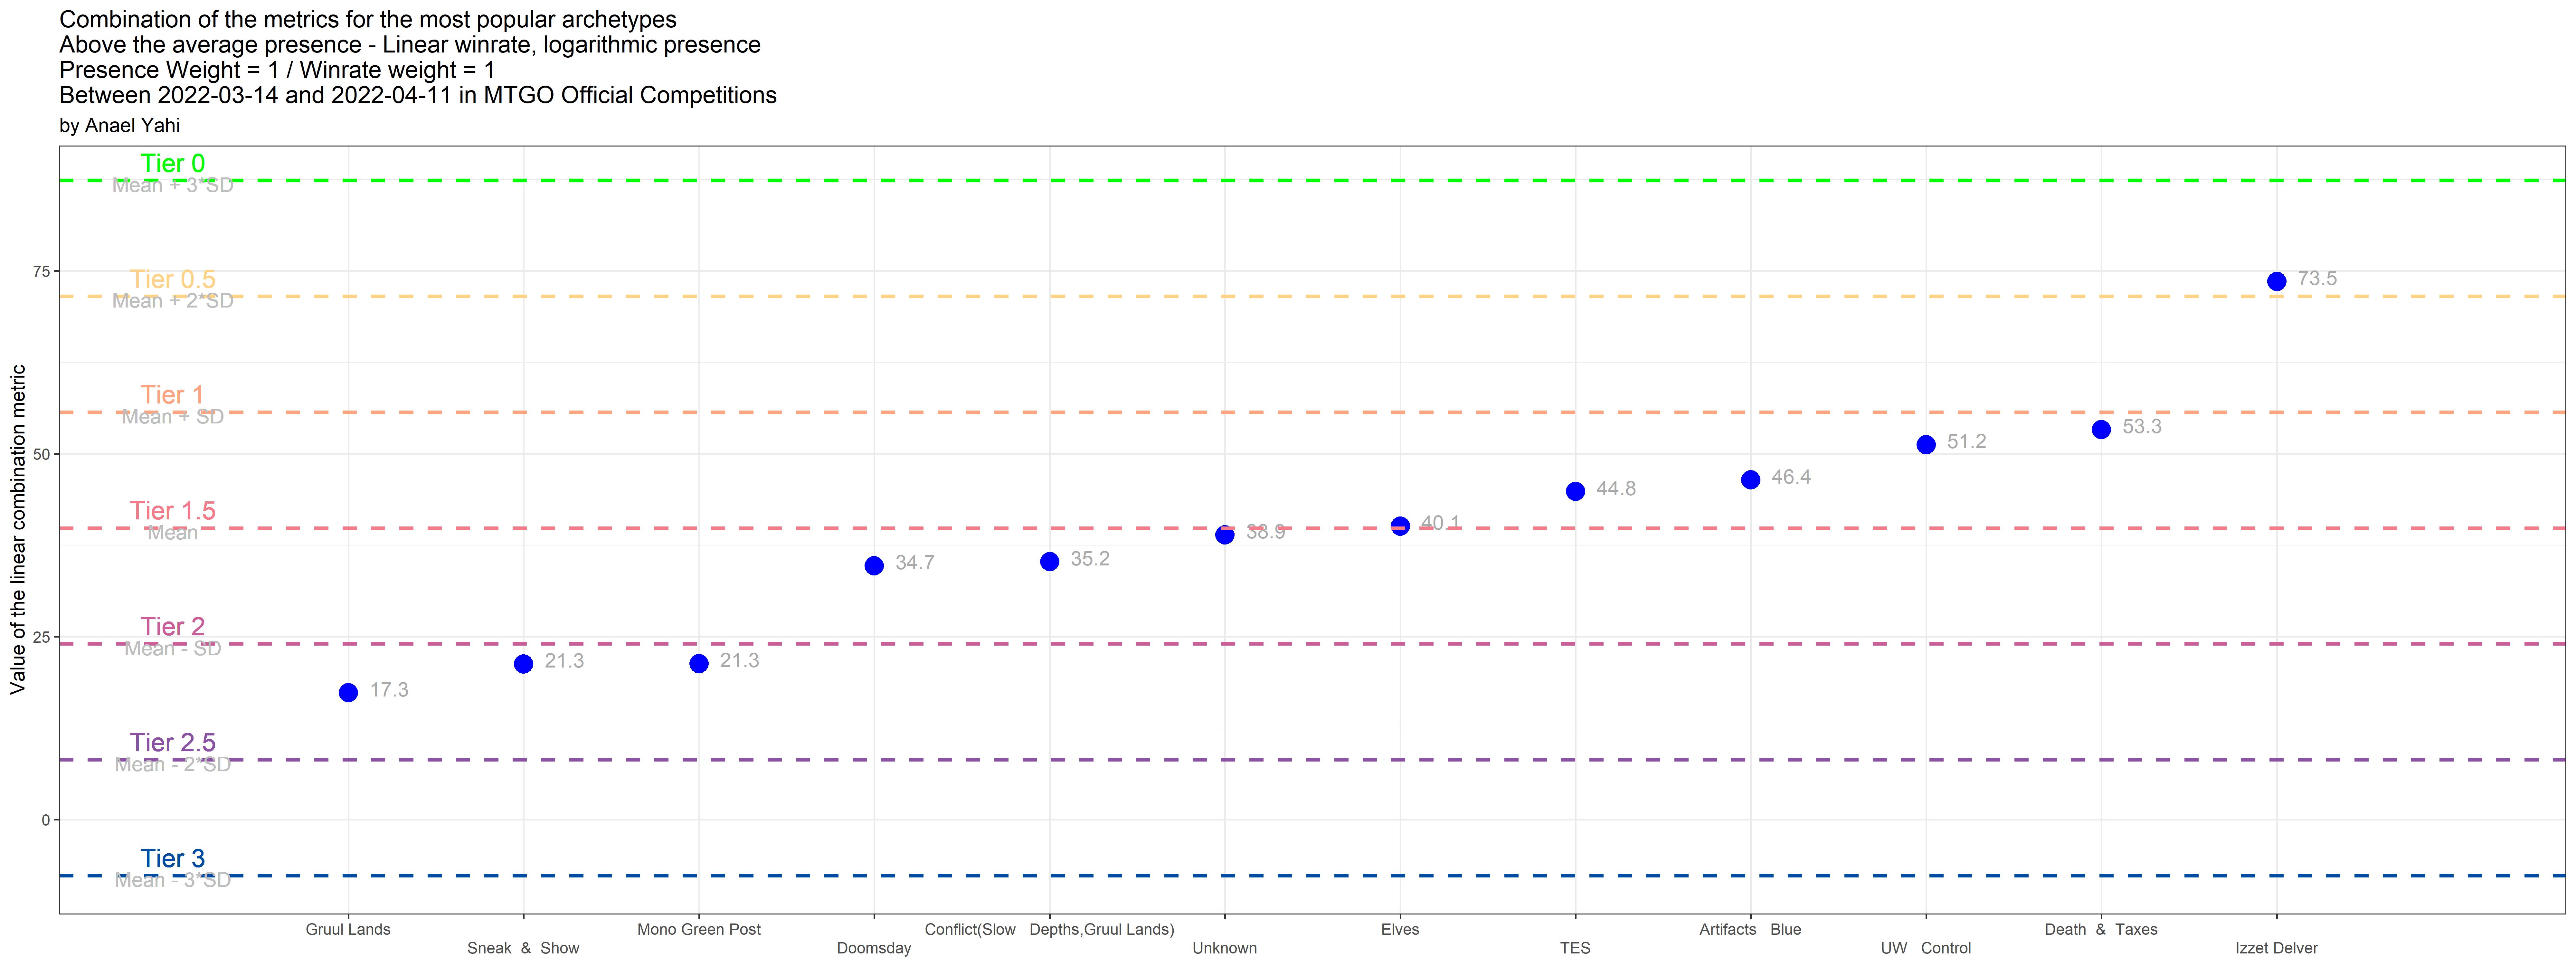 Combination of the metrics for the most popular archetypes
Above the average presence - Linear winrate, logarithmic presence
Presence Weight = 1 / Winrate weight = 1
Between 2022-03-14 and 2022-04-11 in MTGO Official Competitions
by Anael Yahi
Value of the linear combination metric
Tier 0
Mean + 3*SD
75
Tier 0.5
Mean + 2*SD
73.5
Tier 1
Mean + SD
53.3
51.2
50
46.4
44.8
Tier 1.5
Mean
40.1
38.9
35.2
34.7
Tier 2
25
Mean - SD
21.3
21.3
17.3
Tier 2.5
Mean - 2*SD
0
Tier 3
Mean - 3*SD
Gruul Lands
Sneak & Show
Mono Green Post
Doomsday
Conflict(Slow Depths,Gruul Lands)
Unknown
Elves
TES
Artifacts Blue
UW Control
Death & Taxes
Izzet Delver